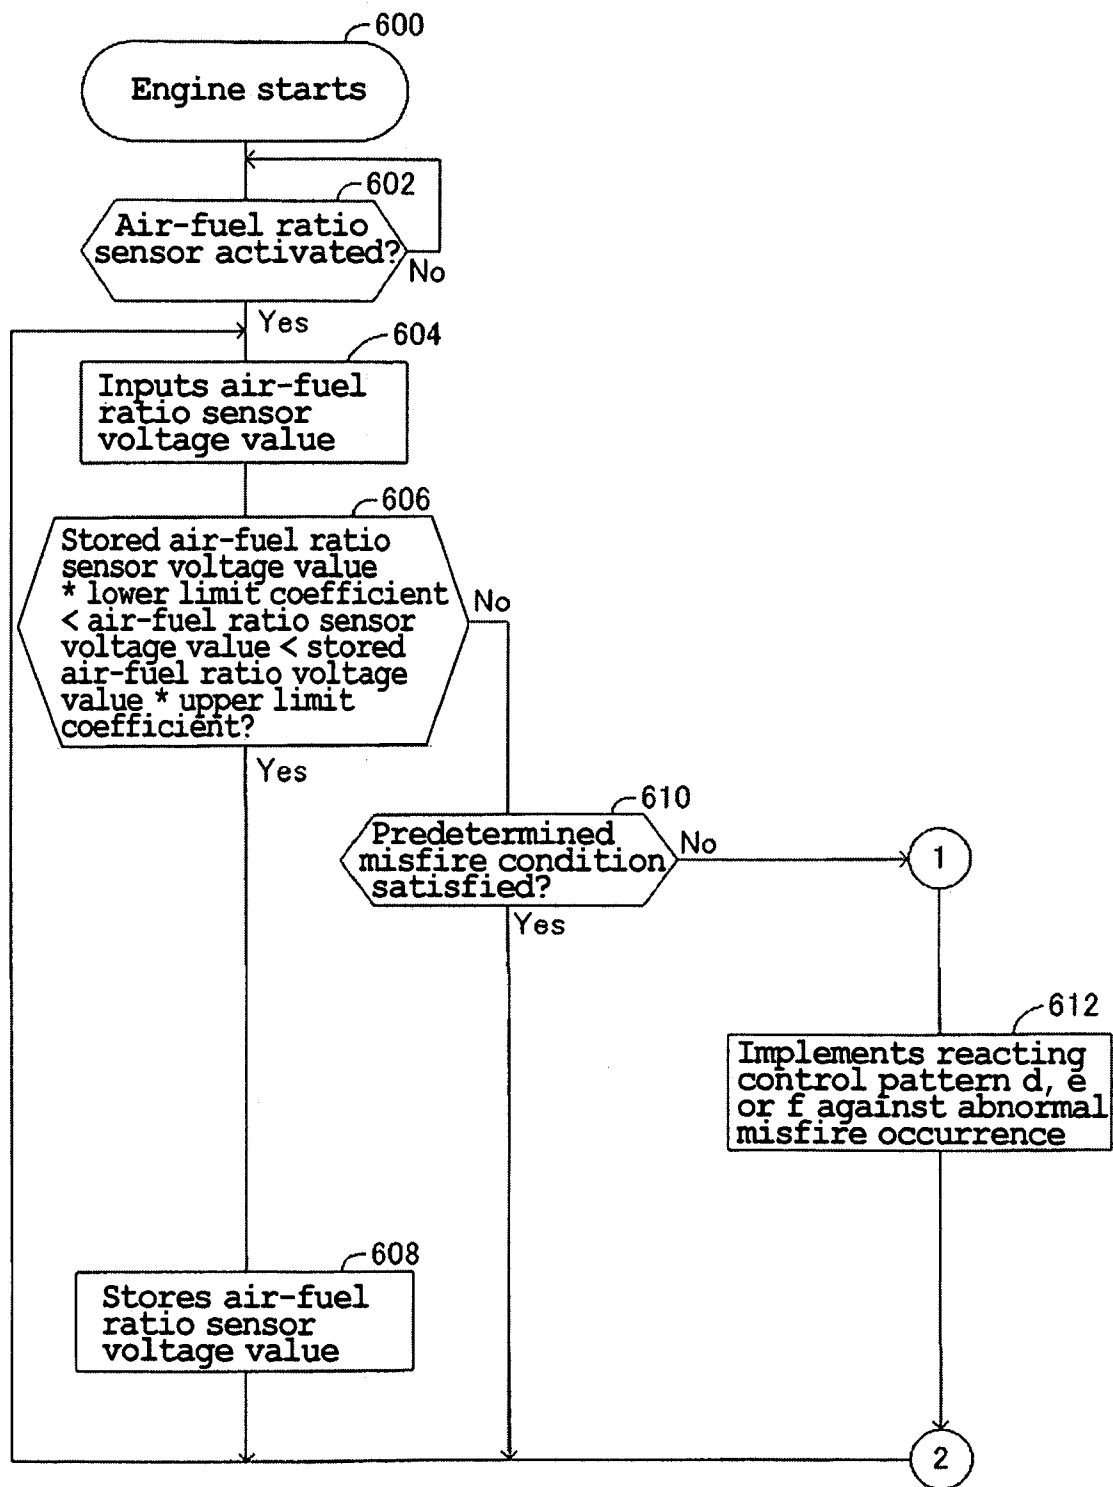 600
Engine starts
602
Air-fuel ratio
sensor activated?
No
Yes
604
Inputs air-fuel
ratio sensor
voltage value
606
Stored air-fuel ratio
sensor voltage value
* lower limit coefficient
< air-fuel ratio sensor
voltage value < stored
air-fuel ratio voltage
value * upper limit
coefficient?
No
Yes
610
Predetermined
misfire condition
satisfied?
No
1
Yes
612
Implements reacting
control pattern d, e
or f against abnormal
misfire occurrence
608
Stores air-fuel
ratio sensor
voltage value
2